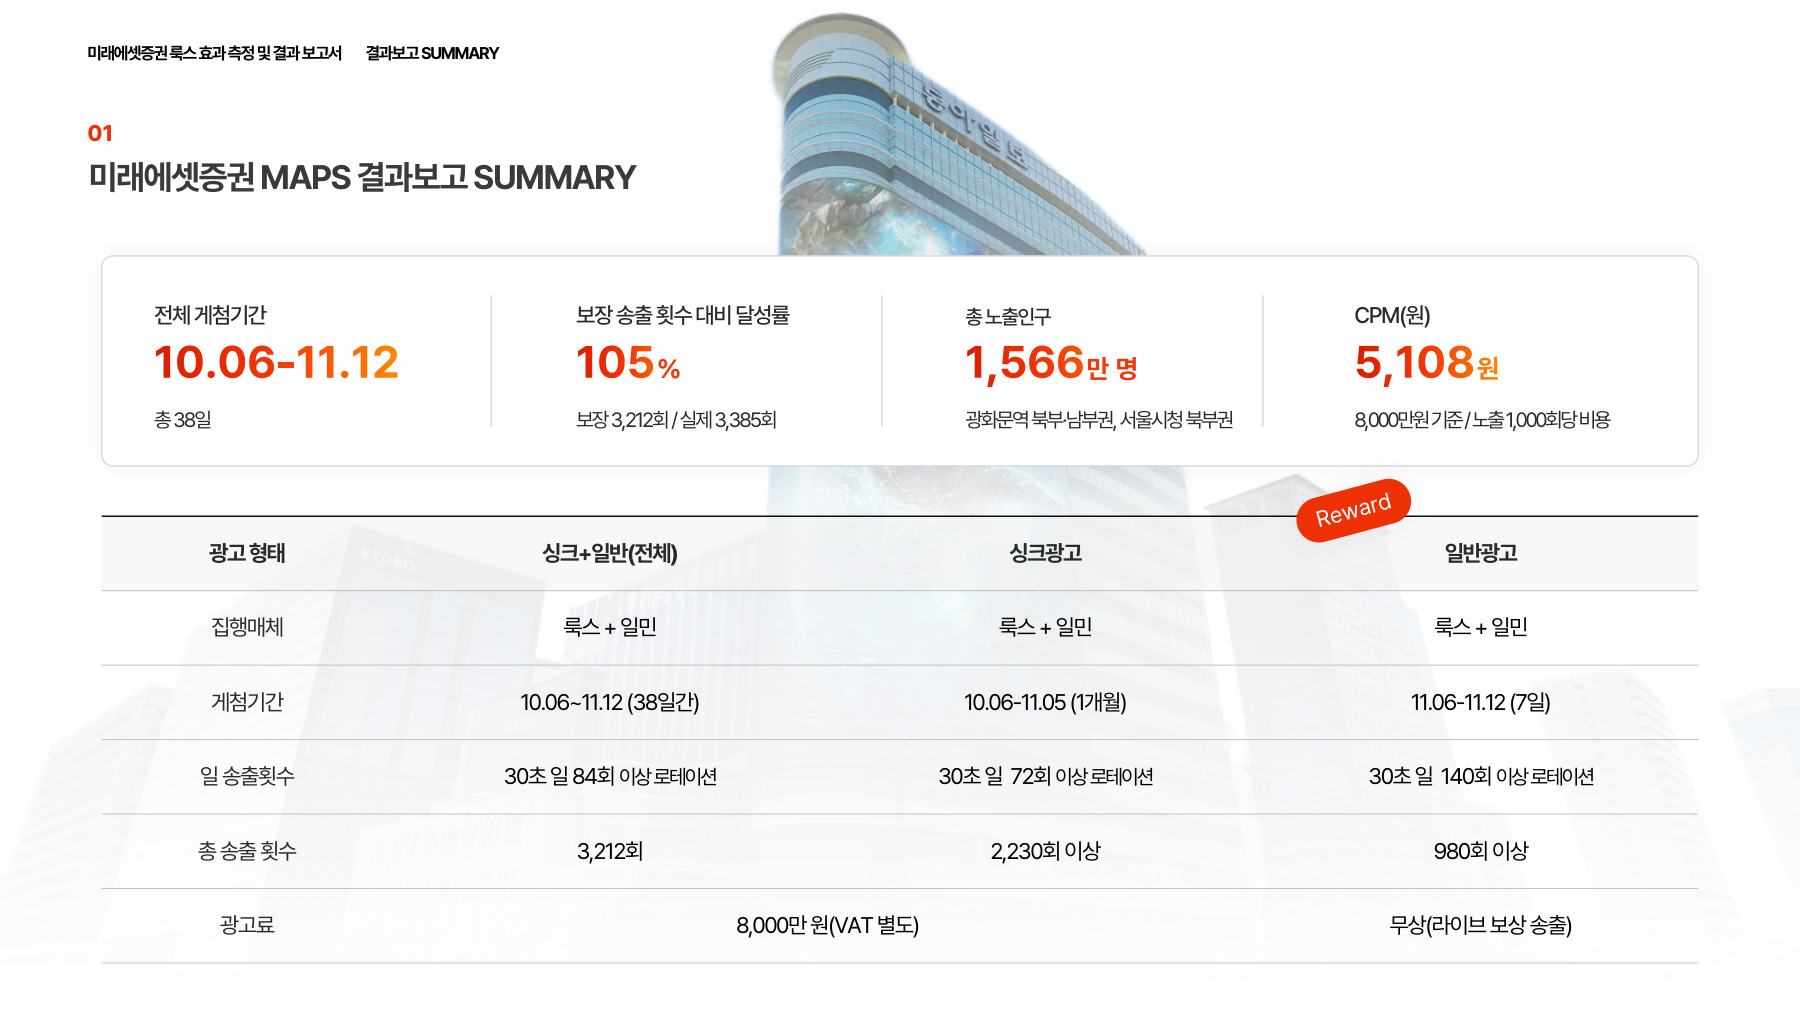 미래에셋증권 룩스 효과 측정 및 결과 보고서 결과보고 SUMMARY
동아일보
01
미래에셋증권 MAPS 결과보고 SUMMARY
전체 게첨기간 보장 송출 횟수 대비 달성률 총 노출인구 CPM(원)
10.06-11.12 105% 1,566만 명 5,108원
총 38일 보장 3,212회 / 실제 3,385회 광화문역 북부·남부권, 서울시청 북부권 8,000만원 기준 / 노출 1,000회당 비용
Reward
광고 형태 싱크+일반(전체) 싱크광고 일반광고
KYOBO
집행매체 룩스 + 일민 룩스 + 일민 룩스 + 일민
게첨기간 10.06~11.12 (38일간) 10.06-11.05 (1개월) 11.06-11.12 (7일)
일 송출횟수 30초 일 84회 이상 로테이션 30초 일 72회 이상 로테이션 30초 일 140회 이상 로테이션
총 송출 횟수 3,212회 2,230회 이상 980회 이상
광고료 8,000만 원(VAT 별도) 무상(라이브 보상 송출)